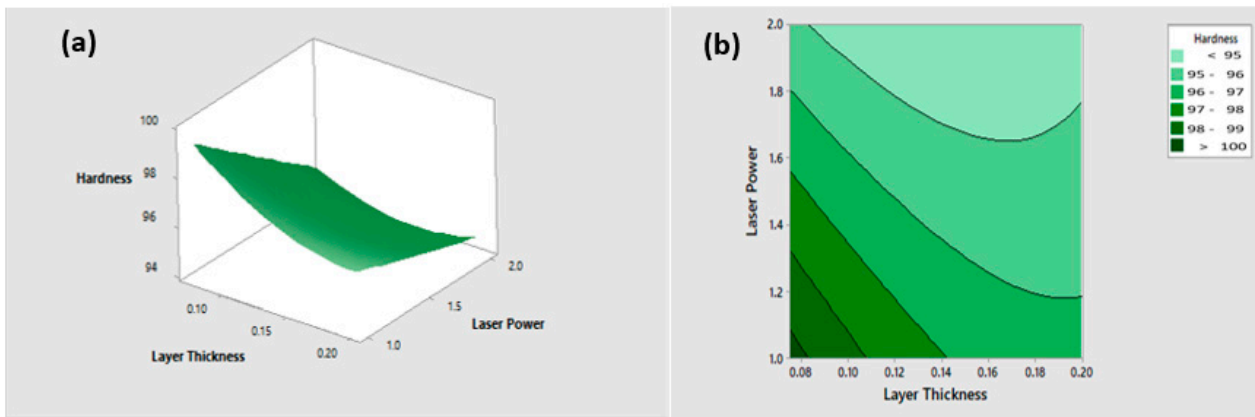 (a)
100
Hardness
98
96
94
0.10
0.15
0.20
Layer Thickness
1.0
1.5
2.0
Laser Power
(b)
2.0
1.8
1.6
1.4
1.2
1.0
Laser Power
0.08 0.10 0.12 0.14 0.16 0.18 0.20
Layer Thickness
Hardness
< 95
95 - 96
96 - 97
97 - 98
98 - 99
> 100